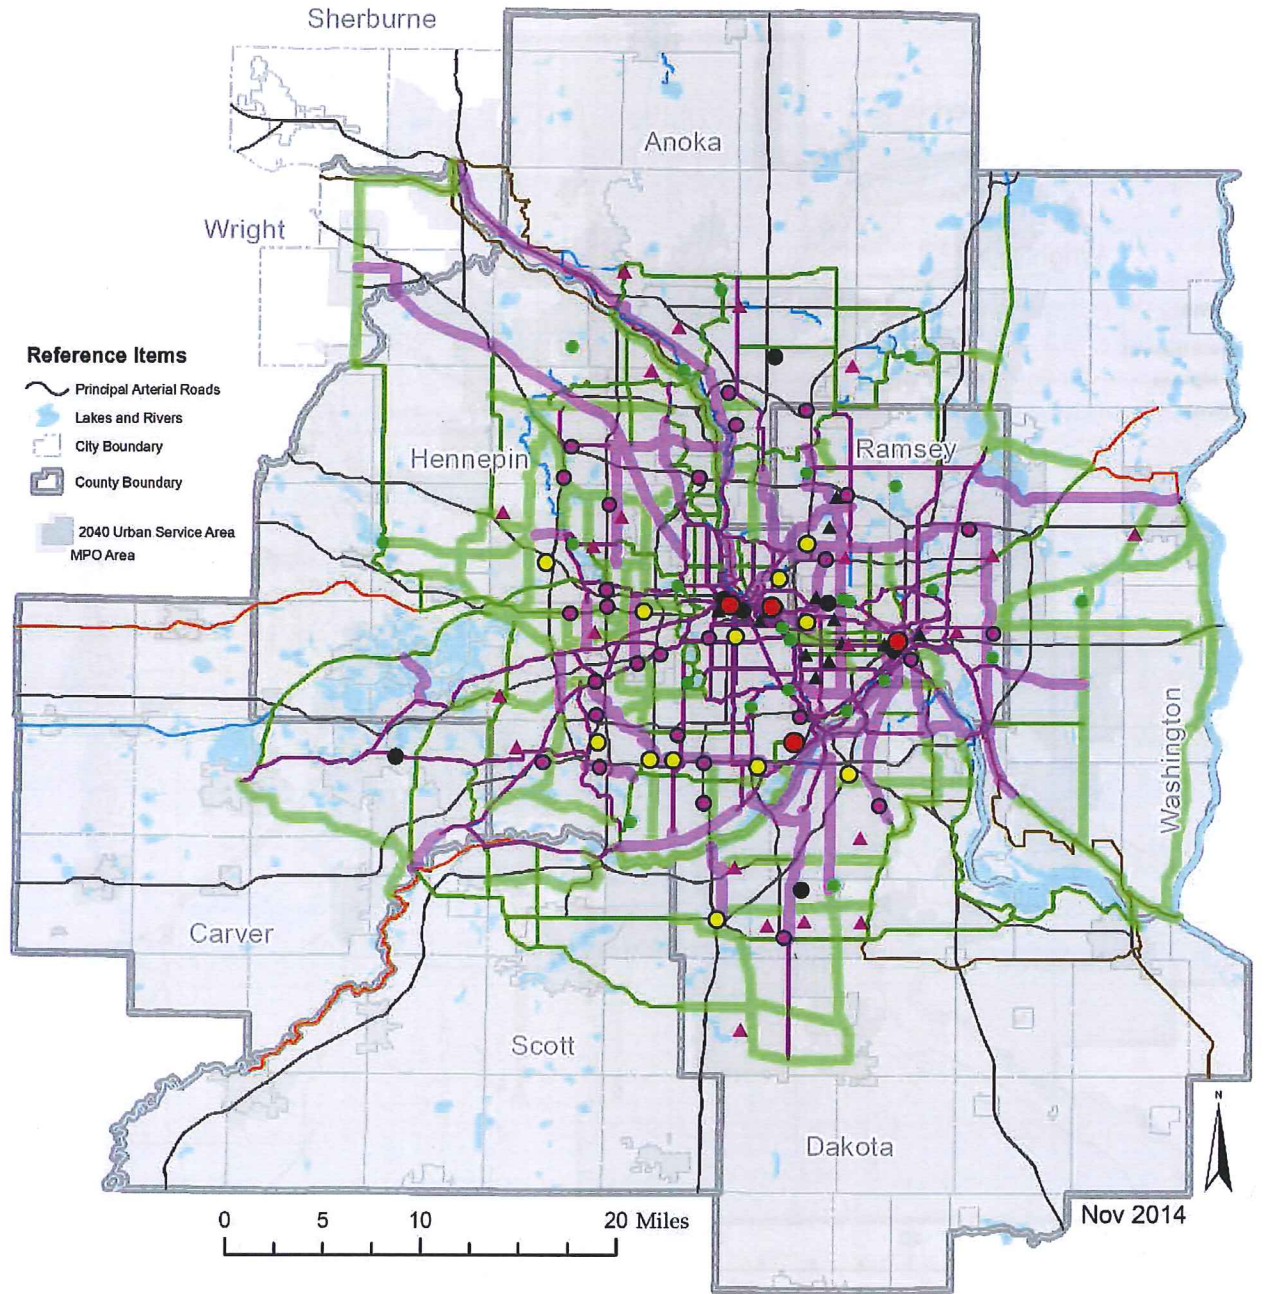 Sherburne
Anoka
Wright
Reference Items
Principal Arterial Roads
Lakes and Rivers
City Boundary
County Boundary
2040 Urban Service Area
MPO Area
Hennepin
Ramsey
Washington
Carver
Scott
Dakota
N
0 5 10 20 Miles
Nov 2014